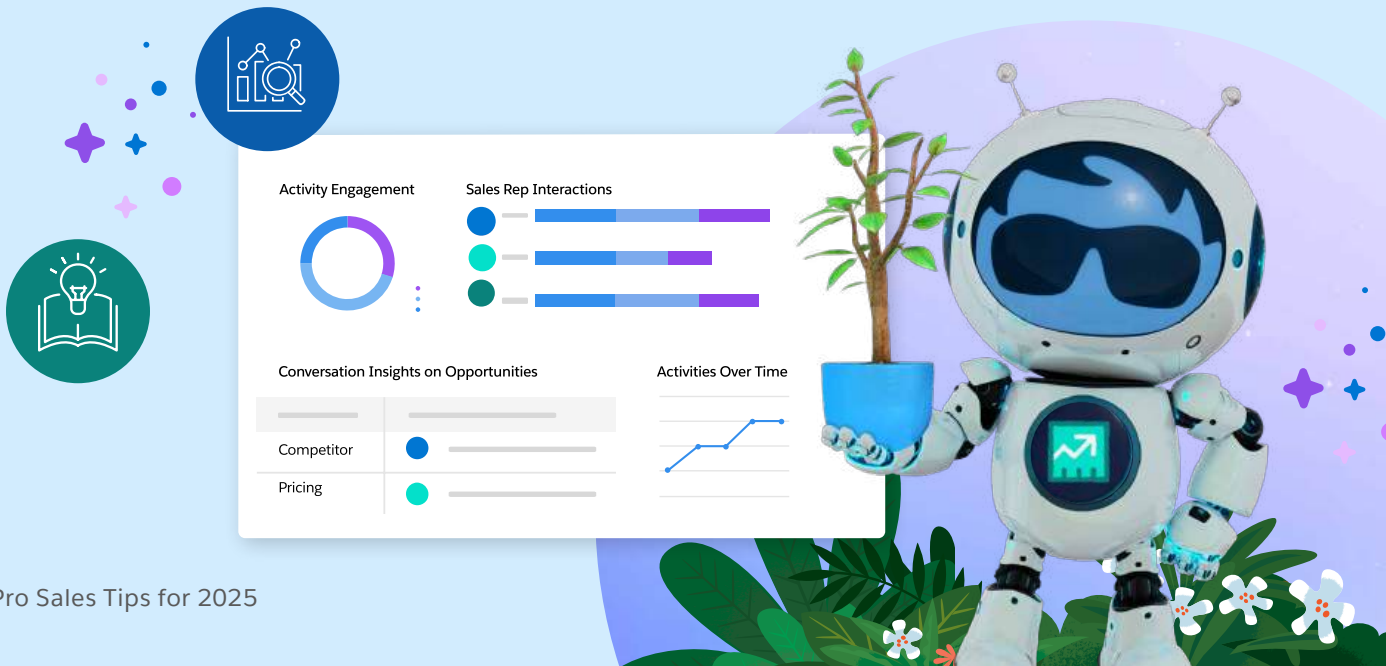 Activity Engagement
Sales Rep Interactions
Conversation Insights on Opportunities
Activities Over Time
Competitor
Pricing
Pro Sales Tips for 2025